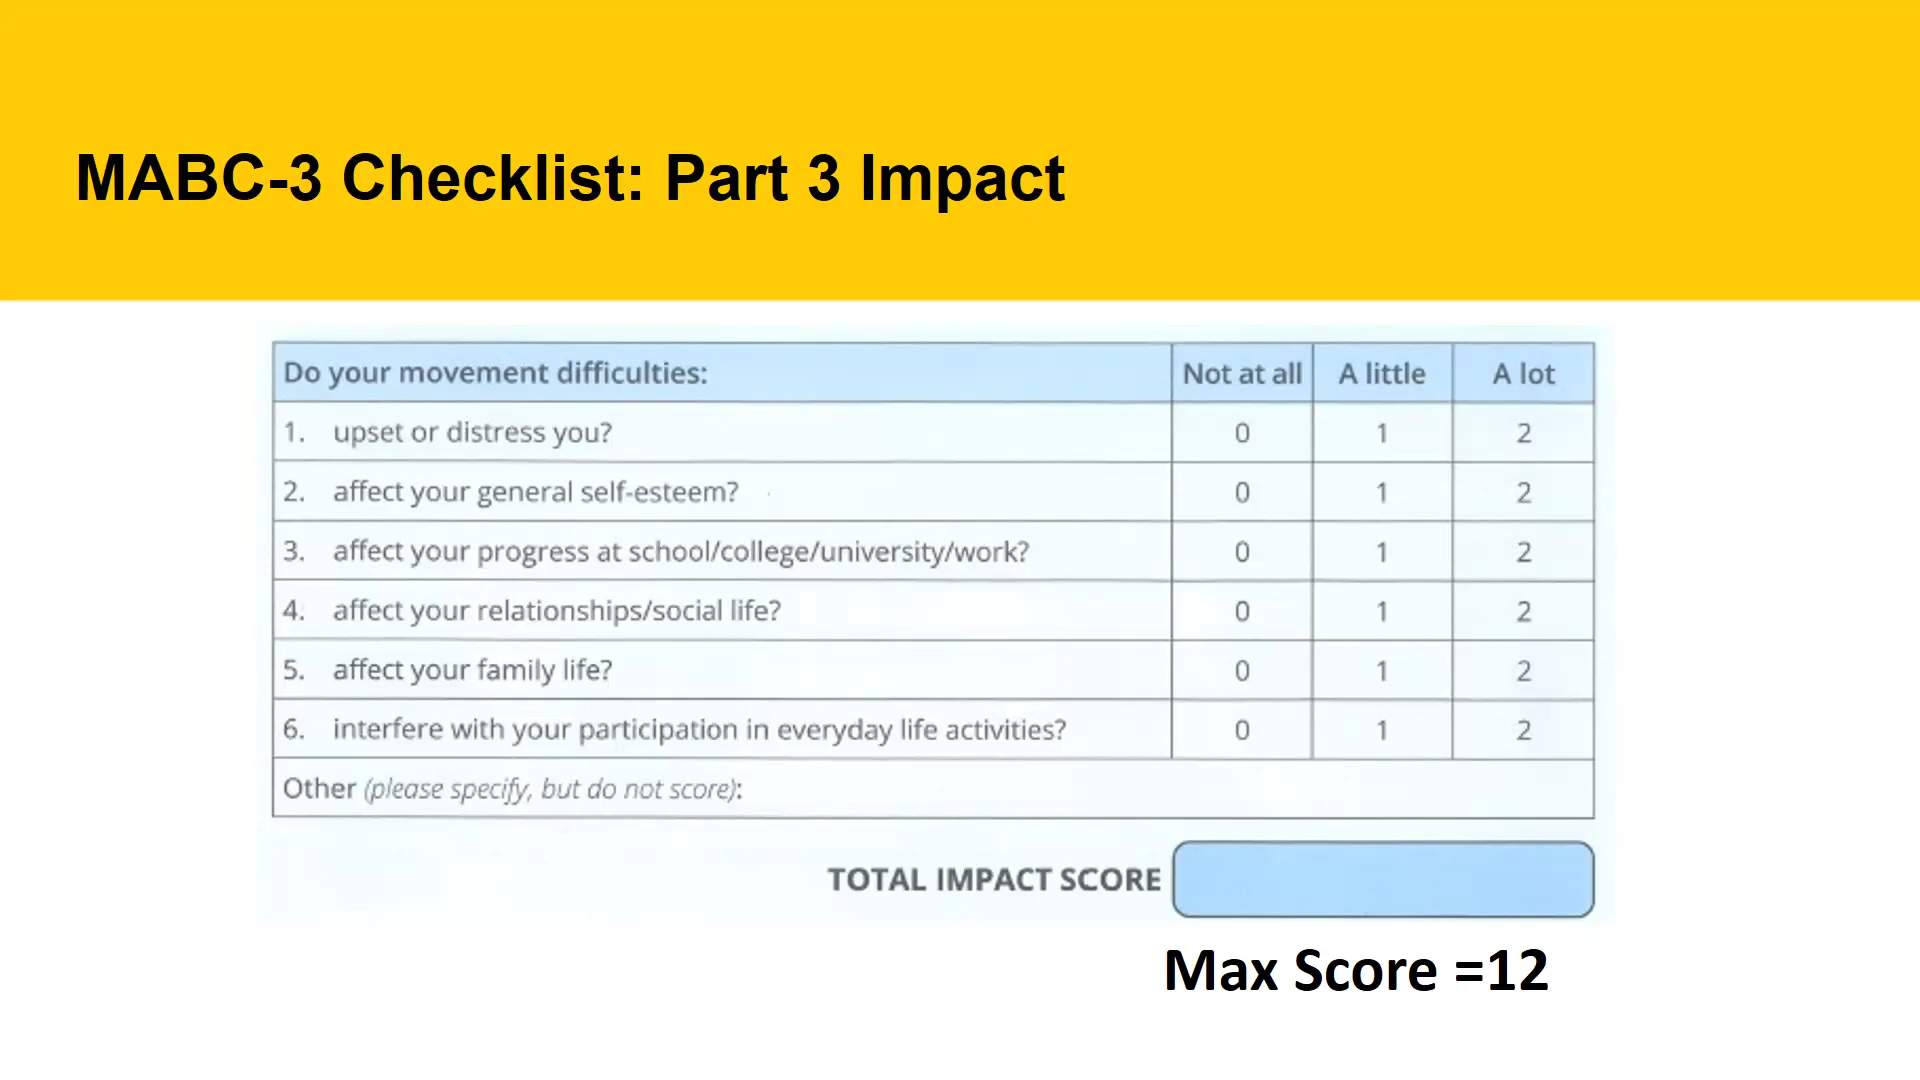 MABC-3 Checklist: Part 3 Impact
Do your movement difficulties: Not at all A little A lot
1. upset or distress you? 0 1 2
2. affect your general self-esteem? 0 1 2
3. affect your progress at school/college/university/work? 0 1 2
4. affect your relationships/social life? 0 1 2
5. affect your family life? 0 1 2
6. interfere with your participation in everyday life activities? 0 1 2
Other (please specify, but do not score):
TOTAL IMPACT SCORE
Max Score =12